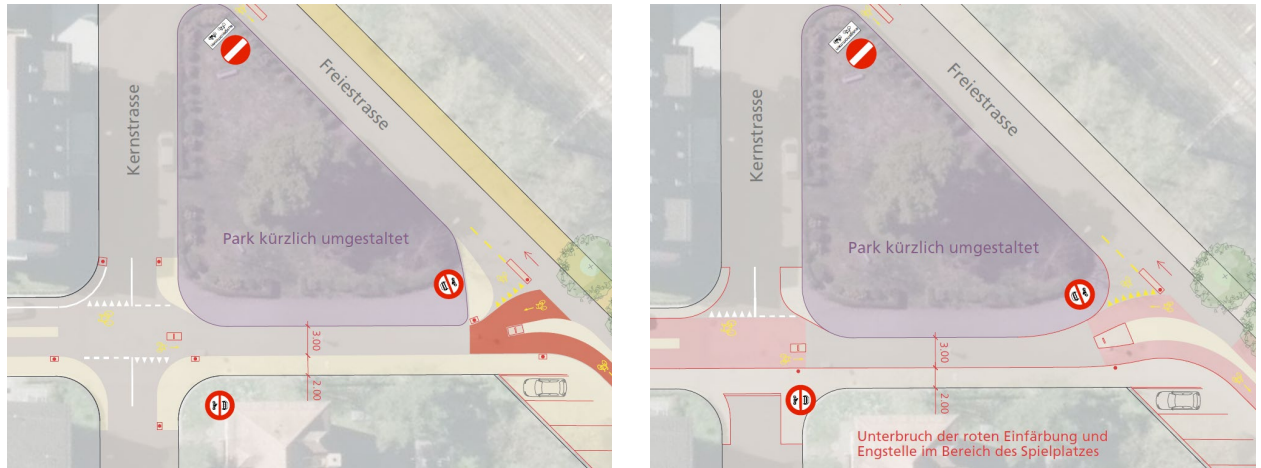 Kernstrasse
Freiestrasse
Park kürzlich umgestaltet
3.00
2.00
Kernstrasse
Freiestrasse
Park kürzlich umgestaltet
3.00
2.00
Unterbruch der roten Einfärbung und
Engstelle im Bereich des Spielplatzes